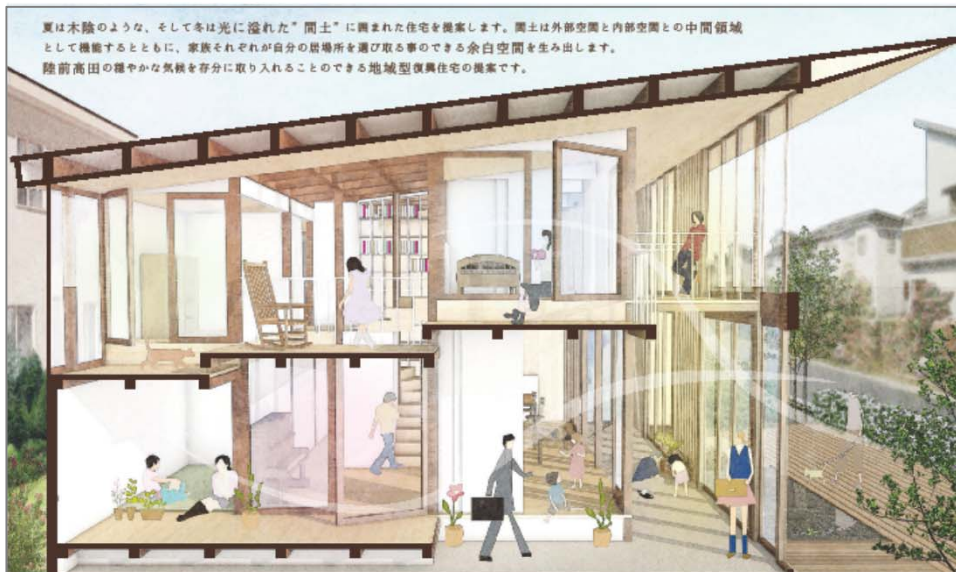 夏は木陰のような、そして冬は光に溢れた"間土"に囲まれた住宅を提案します。間土は外部空間と内部空間との中間領域
として機能するとともに、家族それぞれが自分の居場所を選び取る事のできる余白空間を生み出します。
陸前高田の穏やかな気候を存分に取り入れることのできる地域型復興住宅の提案です。